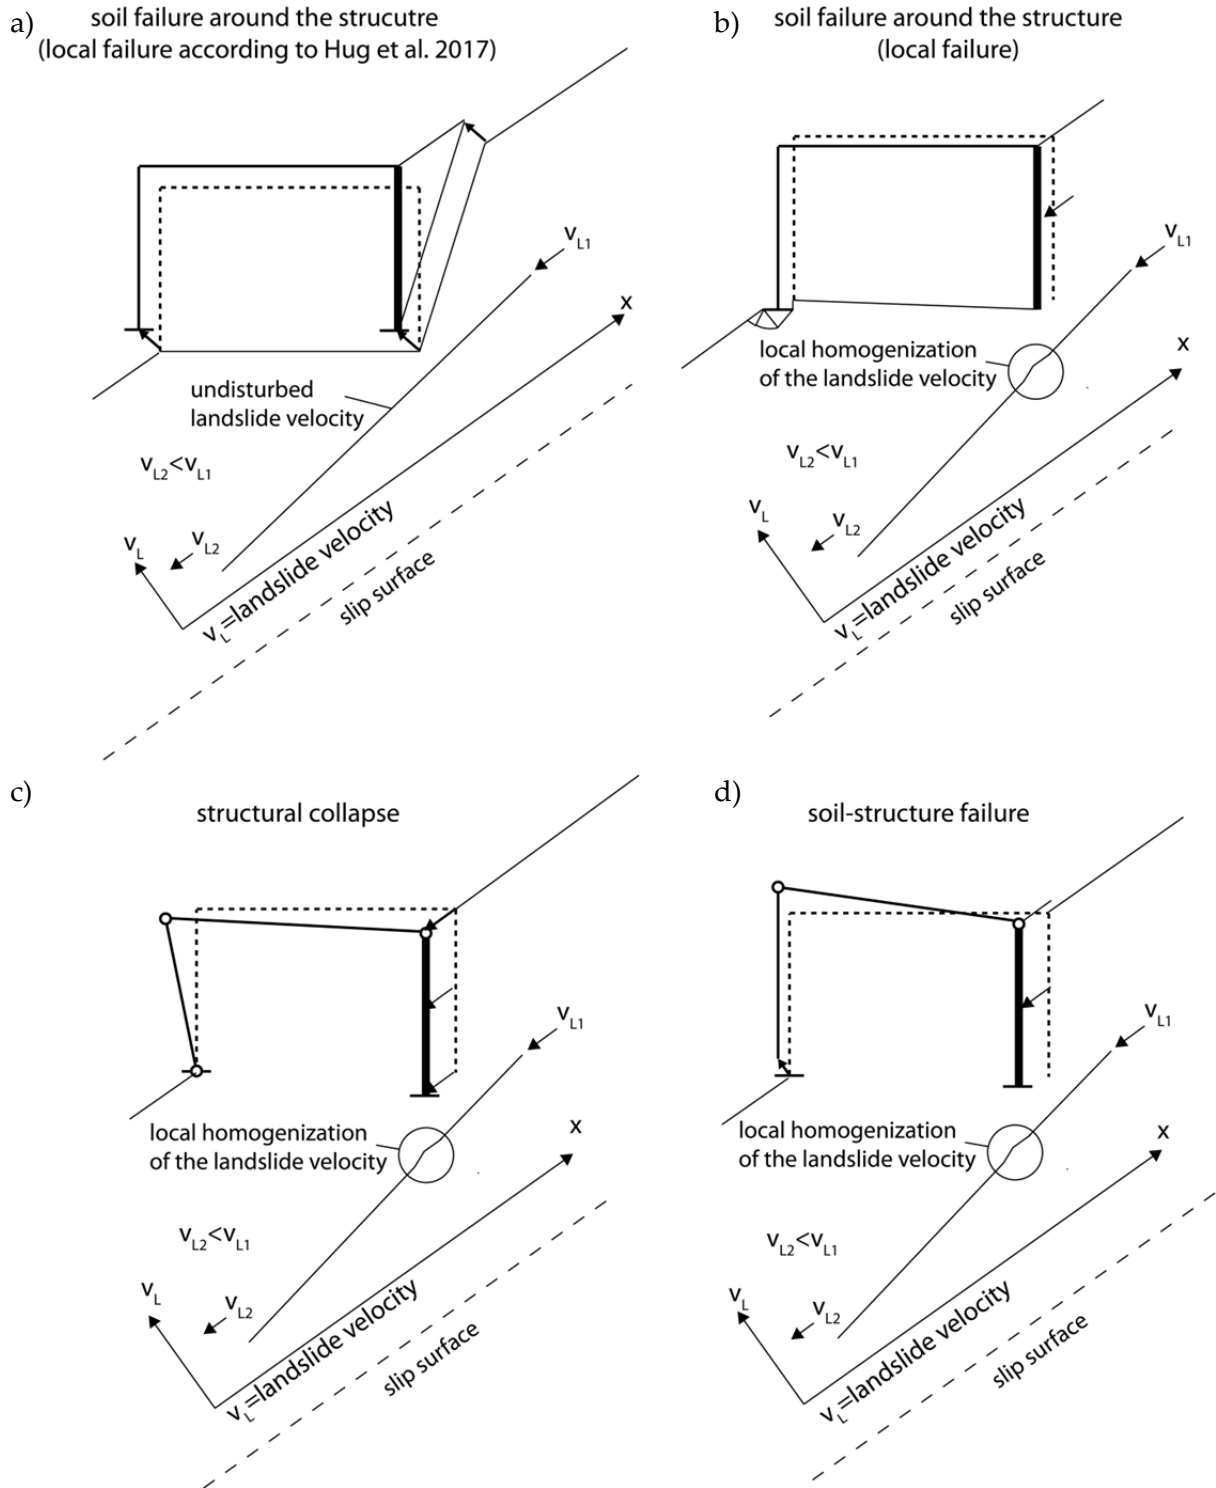 a)
soil failure around the strucutre
(local failure according to Hug et al. 2017)
v_L1
x
undisturbed
landslide velocity
v_L2<v_L1
v_L
v_L2
v_L=landslide velocity
slip surface
b)
soil failure around the structure
(local failure)
v_L1
x
local homogenization
of the landslide velocity
v_L2<v_L1
v_L
v_L2
v_L=landslide velocity
slip surface
c)
structural collapse
v_L1
x
local homogenization
of the landslide velocity
v_L2<v_L1
v_L
v_L2
v_L=landslide velocity
slip surface
d)
soil-structure failure
v_L1
x
local homogenization
of the landslide velocity
v_L2<v_L1
v_L
v_L2
v_L=landslide velocity
slip surface